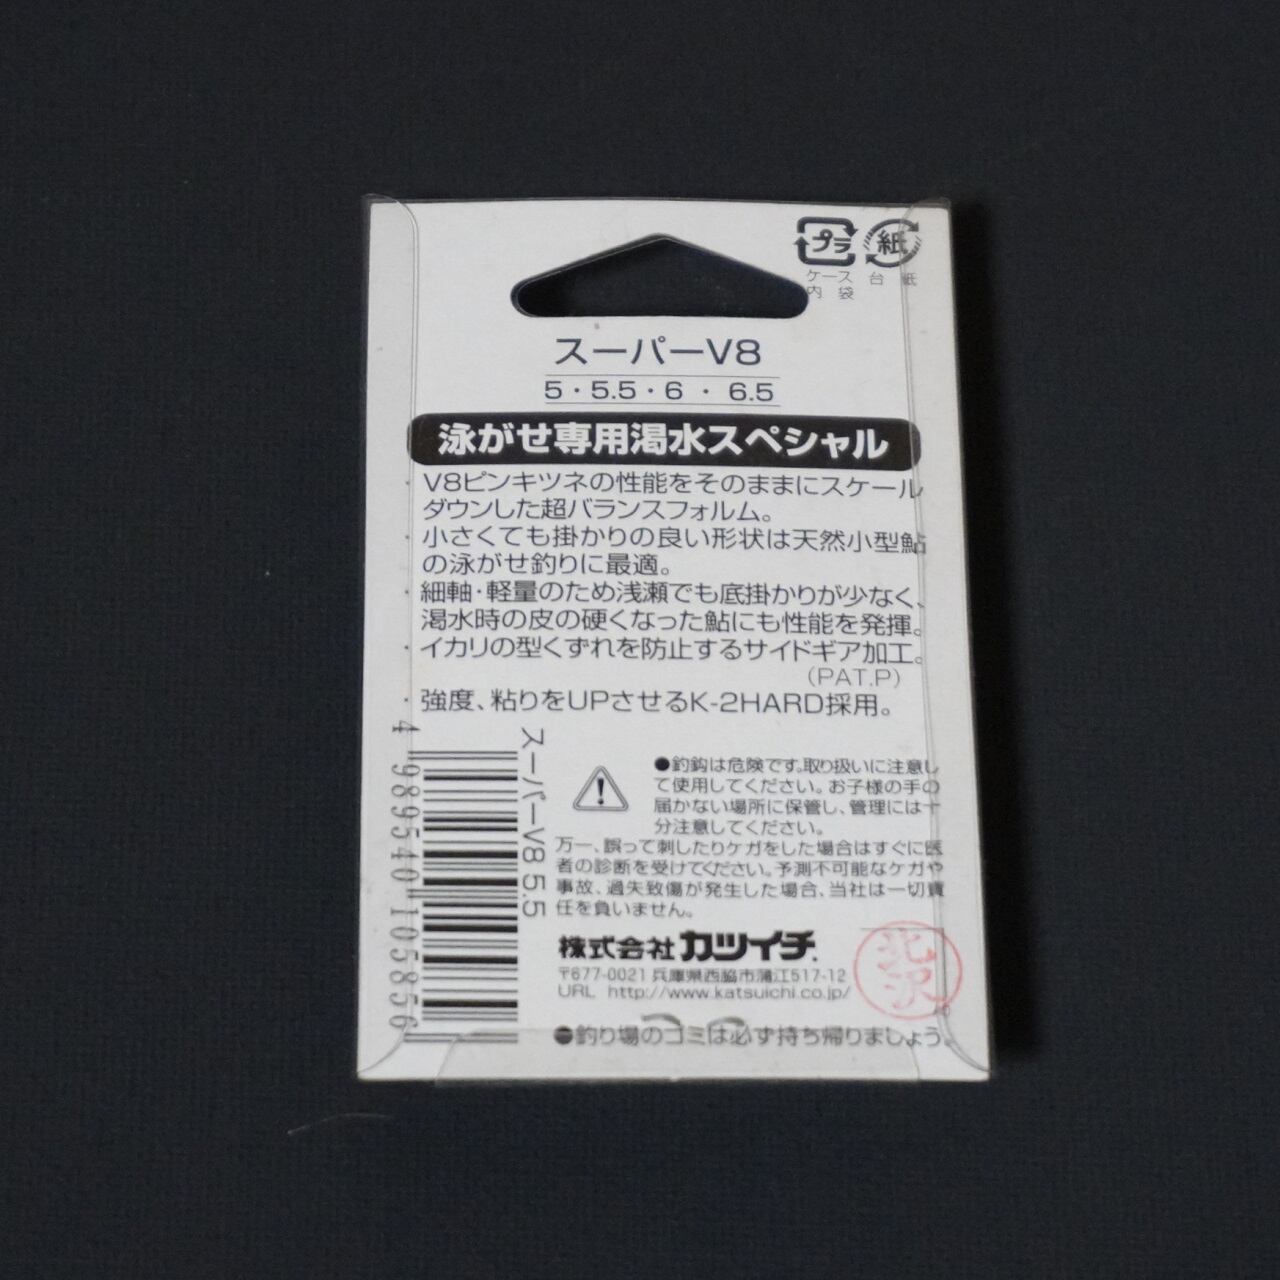 プラ 紙
ケース 台 紙
内 袋
スーパーV8
5・5.5・6・6.5
泳がせ専用渇水スペシャル
・V8ピンキツネの性能をそのままにスケール
ダウンした超バランスフォルム。
・小さくても掛かりの良い形状は天然小型鮎
の泳がせ釣りに最適。
・細軸・軽量のため浅瀬でも底掛かりが少なく、
渇水時の皮の硬くなった鮎にも性能を発揮。
・イカリの型くずれを防止するサイドギア加工。
(PAT.P)
・強度、粘りをUPさせるK-2HARD採用。
スーパーV8 5.5
4 989540 105856
●釣鈎は危険です。取り扱いに注意し
て使用してください。お子様の手の
届かない場所に保管し、管理には十
分注意してください。
万一、誤って刺したりケガをした場合はすぐに医
者の診断を受けてください。予測不可能なケガや
事故、過失致傷が発生した場合、当社は一切責
任を負いません。
株式会社カツイチ.
〒677-0021 兵庫県西脇市蒲江517-12
URL http://www.katsuichi.co.jp/
北沢
●釣り場のゴミは必ず持ち帰りましょう。